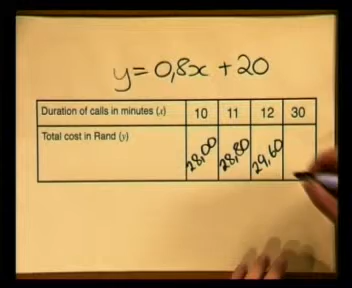 y = 0,8x + 20
Duration of calls in minutes (x) 10 11 12 30
Total cost in Rand (y) 28,00 28,80 29,60